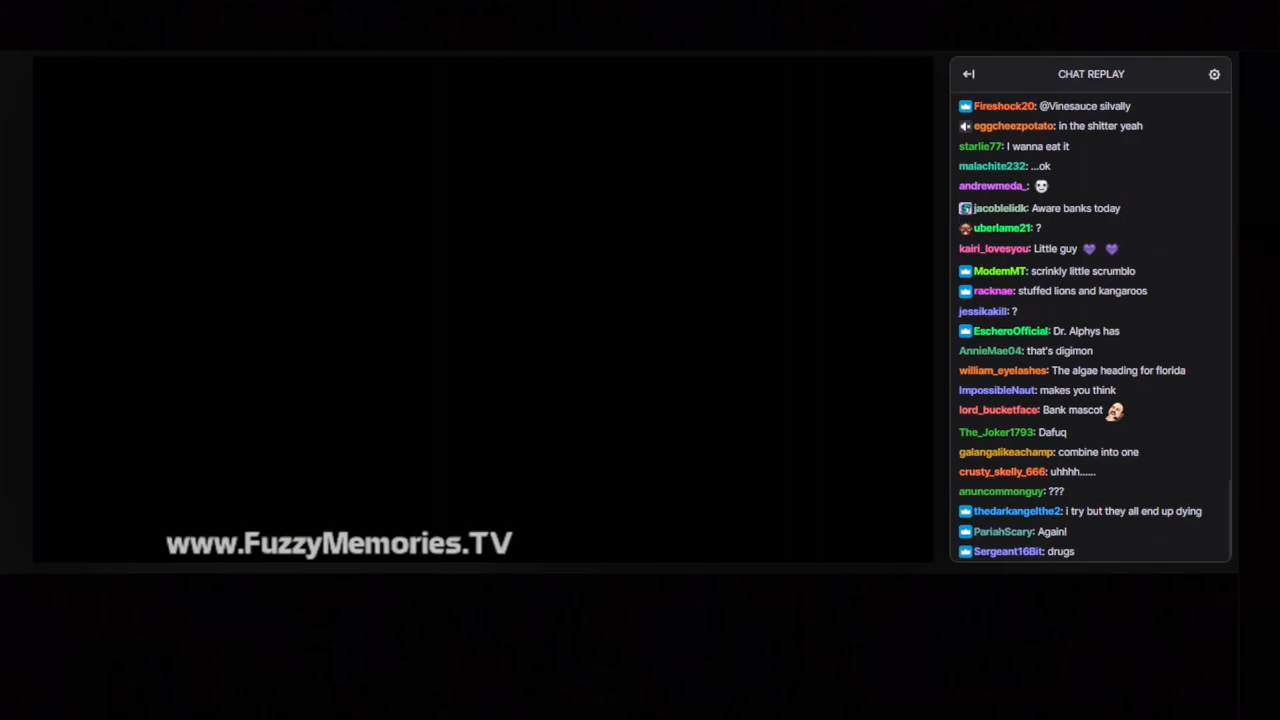 CHAT REPLAY
Fireshock20: @Vinesauce silvally
eggcheezpotato: in the shitter yeah
starlie77: I wanna eat it
malachite232: ...ok
andrewmeda_:
jacoblelidk: Aware banks today
uberlame21: ?
kairi_lovesyou: Little guy
ModemMT: scrinkly little scrumblo
racknae: stuffed lions and kangaroos
jessikakill: ?
EscheroOfficial: Dr. Alphys has
AnnieMae04: that's digimon
william_eyelashes: The algae heading for florida
ImpossibleNaut: makes you think
lord_bucketface: Bank mascot
The_Joker1793: Dafuq
galangalikeachamp: combine into one
crusty_skelly_666: uhhhh......
anuncommonguy: ???
thedarkangelthe2: i try but they all end up dying
PariahScary: Again!
Sergeant16Bit: drugs
www.FuzzyMemories.TV